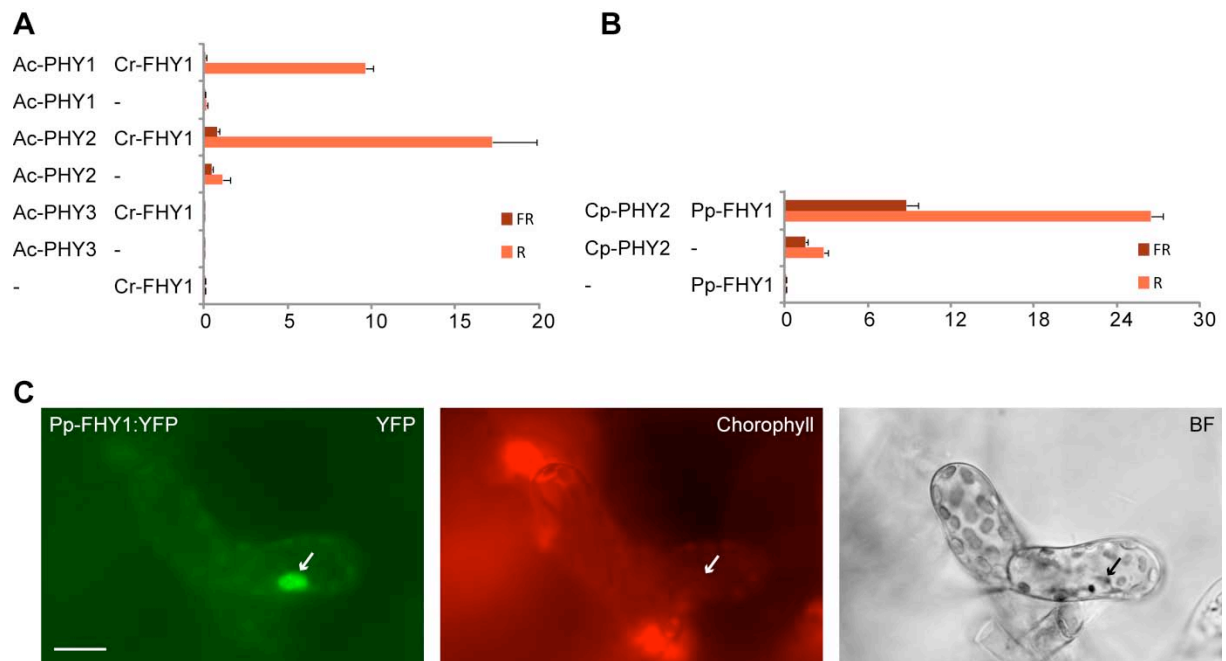 A
Ac-PHY1 Cr-FHY1
Ac-PHY1 -
Ac-PHY2 Cr-FHY1
Ac-PHY2 -
Ac-PHY3 Cr-FHY1
Ac-PHY3 -
- Cr-FHY1
FR
R
0 5 10 15 20
B
Cp-PHY2 Pp-FHY1
Cp-PHY2 -
- Pp-FHY1
FR
R
0 6 12 18 24 30
C
Pp-FHY1:YFP YFP
Chorophyll
BF